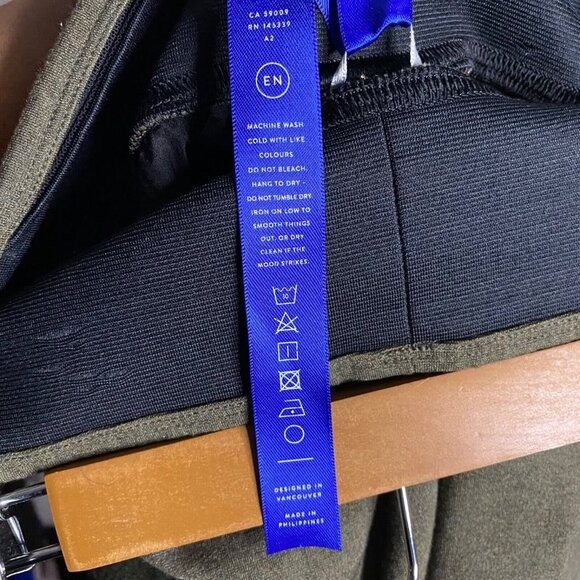 CA 59009
RN 145339
A2
EN
MACHINE WASH
COLD WITH LIKE
COLOURS
DO NOT BLEACH.
HANG TO DRY -
DO NOT TUMBLE DRY.
IRON ON LOW TO
SMOOTH THINGS
OUT, OR DRY
CLEAN IF THE
MOOD STRIKES.
10
DESIGNED IN
VANCOUVER
MADE IN
PHILIPPINES